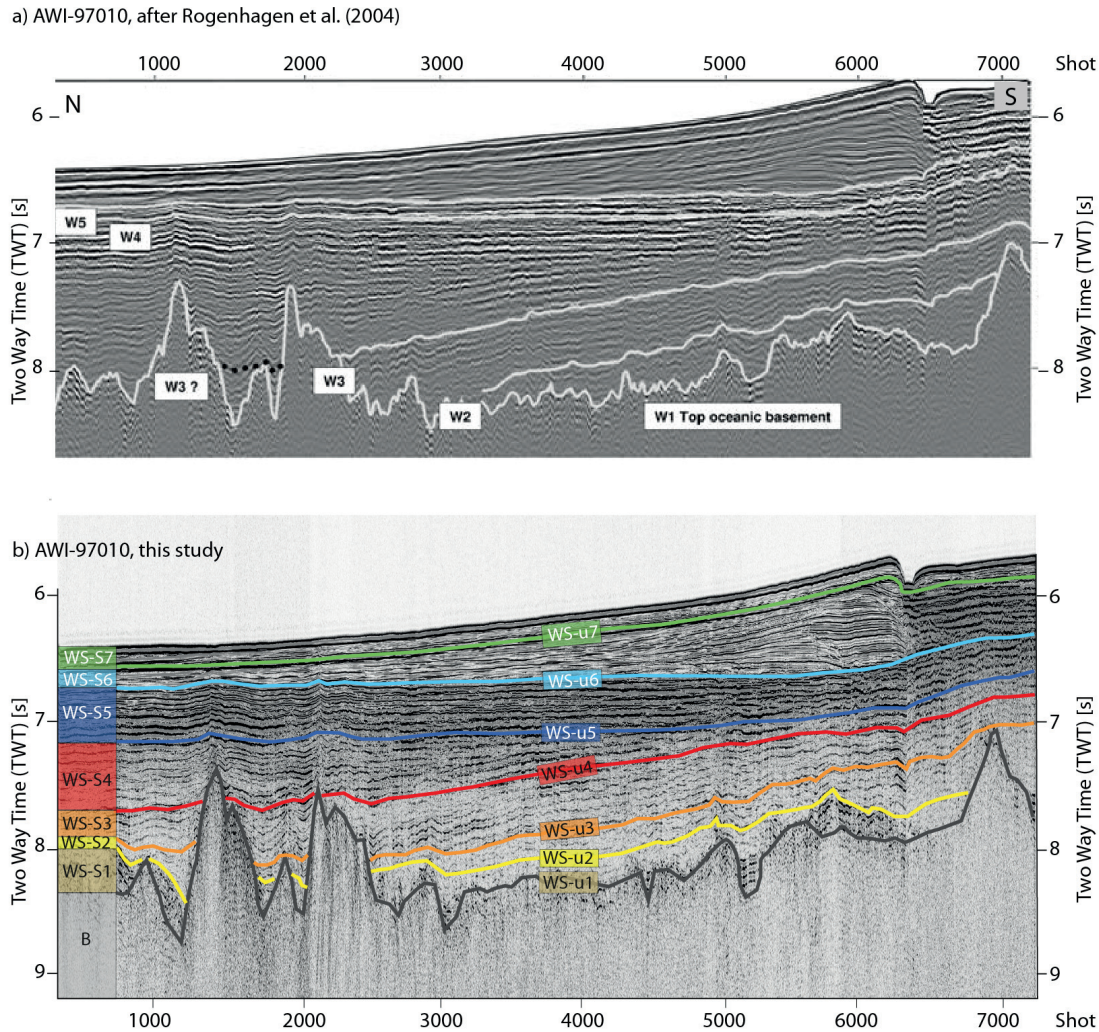 a) AWI-97010, after Rogenhagen et al. (2004)
1000 2000 3000 4000 5000 6000 7000 Shot
N
S
6
6
Two Way Time (TWT) [s]
Two Way Time (TWT) [s]
W5
W4
7
7
8
8
W3 ?
W3
W2
W1 Top oceanic basement
b) AWI-97010, this study
6
6
Two Way Time (TWT) [s]
Two Way Time (TWT) [s]
WS-u7
WS-S7
WS-S6
WS-u6
WS-S5
7
7
WS-u5
WS-S4
WS-u4
WS-S3
WS-u3
WS-S2
8
8
WS-u2
WS-S1
WS-u1
B
9
9
1000 2000 3000 4000 5000 6000 7000 Shot